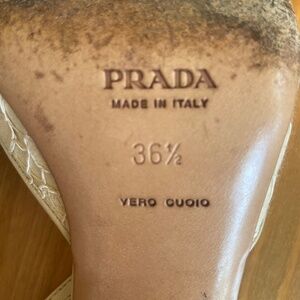 PRADA
MADE IN ITALY
36½
VERO CUOIO